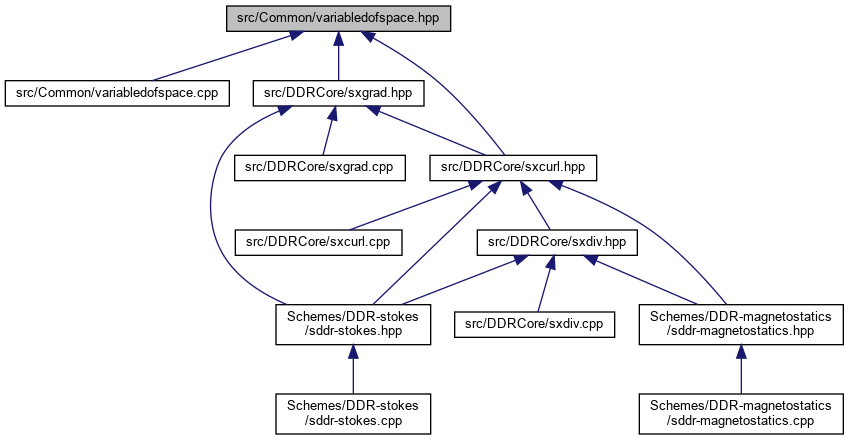 src/Common/variabledofspace.hpp
src/Common/variabledofspace.cpp
src/DDRCore/sxgrad.hpp
src/DDRCore/sxgrad.cpp
src/DDRCore/sxcurl.hpp
src/DDRCore/sxcurl.cpp
src/DDRCore/sxdiv.hpp
Schemes/DDR-stokes
/sddr-stokes.hpp
src/DDRCore/sxdiv.cpp
Schemes/DDR-magnetostatics
/sddr-magnetostatics.hpp
Schemes/DDR-stokes
/sddr-stokes.cpp
Schemes/DDR-magnetostatics
/sddr-magnetostatics.cpp